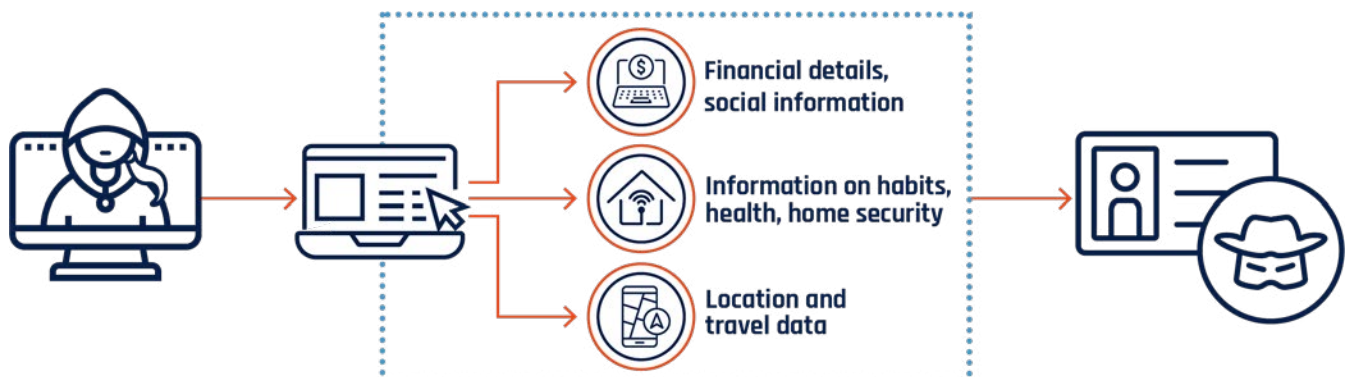 Financial details,
social information
Information on habits,
health, home security
Location and
travel data